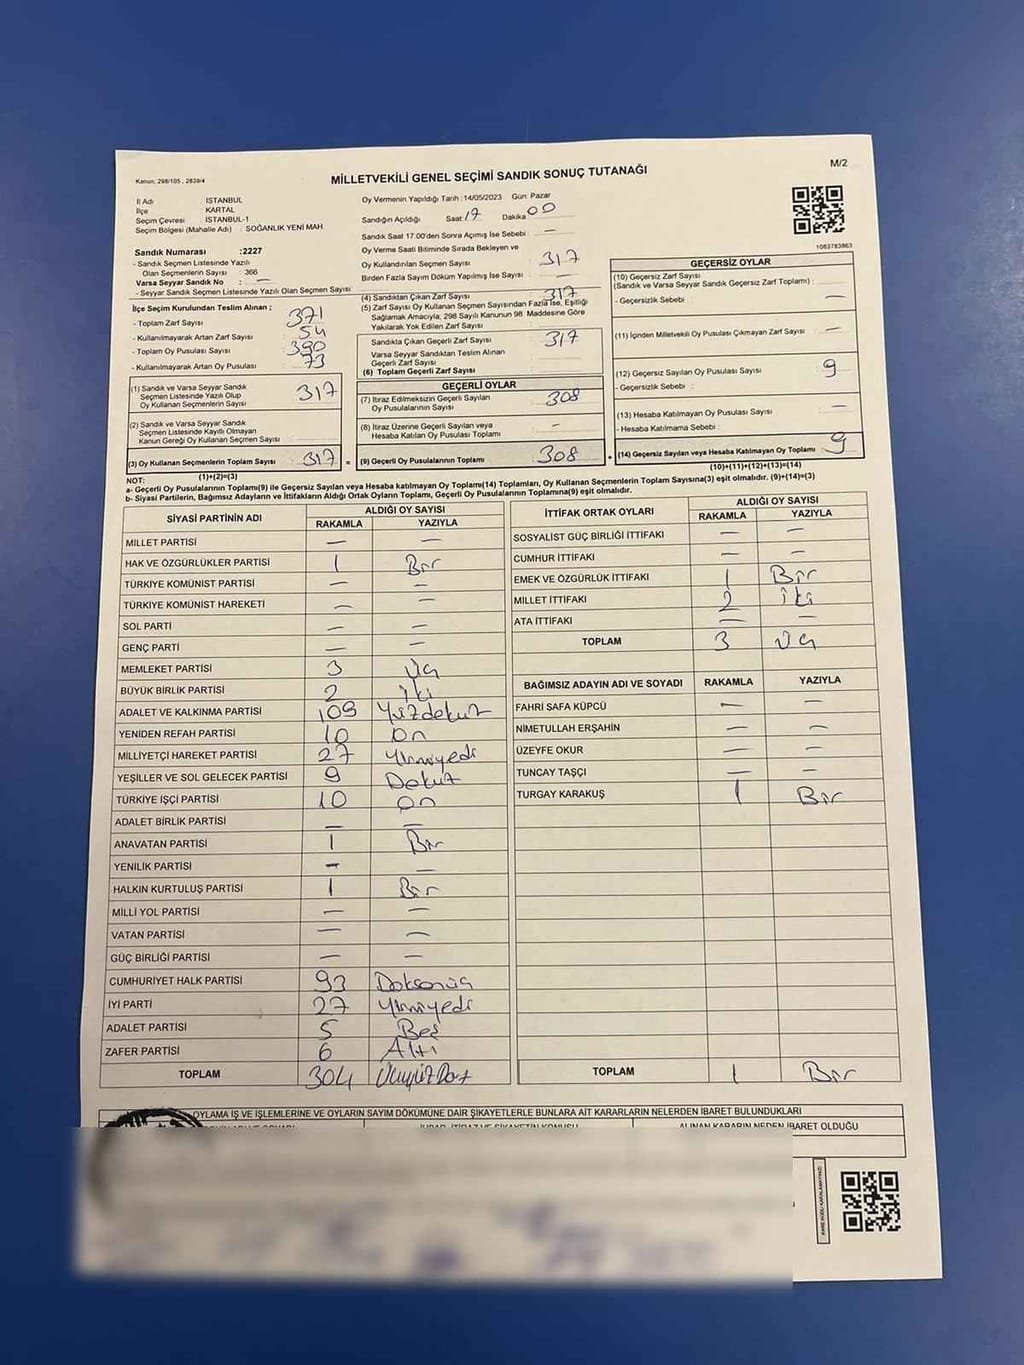 M/2
Kanun: 298/105 , 2839/4
MİLLETVEKİLİ GENEL SEÇİMİ SANDIK SONUÇ TUTANAĞI
İl Adı İSTANBUL
İlçe KARTAL
Seçim Çevresi : İSTANBUL-1
Seçim Bölgesi (Mahalle Adı) : SOĞANLIK YENİ MAH
Oy Vermenin Yapıldığı Tarih :14/05/2023 Gün: Pazar
Sandığın Açıldığı Saat 17 Dakika 00
Sandık Saat 17.00'den Sonra Açılmış İse Sebebi : —
1083783863
Sandık Numarası :2227
- Sandık Seçmen Listesinde Yazılı
Olan Seçmenlerin Sayısı : 366
Varsa Seyyar Sandık No : —
- Seyyar Sandık Seçmen Listesinde Yazılı Olan Seçmen Sayısı:
Oy Verme Saati Bitiminde Sırada Bekleyen ve
Oy Kullandırılan Seçmen Sayısı : 317
Birden Fazla Sayım Döküm Yapılmış İse Sayısı : —
İlçe Seçim Kurulundan Teslim Alınan ;
- Toplam Zarf Sayısı : 371
- Kullanılmayarak Artan Zarf Sayısı : 54
- Toplam Oy Pusulası Sayısı : 390
- Kullanılmayarak Artan Oy Pusulası : 73
(4) Sandıktan Çıkan Zarf Sayısı : 317
(5) Zarf Sayısı Oy Kullanan Seçmen Sayısından Fazla İse, Eşitliği
Sağlamak Amacıyla, 298 Sayılı Kanunun 98. Maddesine Göre
Yakılarak Yok Edilen Zarf Sayısı :
Sandıkta Çıkan Geçerli Zarf Sayısı : 317
Varsa Seyyar Sandıktan Teslim Alınan
Geçerli Zarf Sayısı :
(6) Toplam Geçerli Zarf Sayısı :
GEÇERSİZ OYLAR
(10) Geçersiz Zarf Sayısı
(Sandık ve Varsa Seyyar Sandık Geçersiz Zarf Toplamı) :
- Geçersizlik Sebebi : —
(11) İçinden Milletvekili Oy Pusulası Çıkmayan Zarf Sayısı : —
(12) Geçersiz Sayılan Oy Pusulası Sayısı : 9
- Geçersizlik Sebebi :
(13) Hesaba Katılmayan Oy Pusulası Sayısı : —
- Hesaba Katılmama Sebebi :
(14) Geçersiz Sayılan veya Hesaba Katılmayan Oy Toplamı : 9
(10)+(11)+(12)+(13)=(14)
(1) Sandık ve Varsa Seyyar Sandık
Seçmen Listesinde Yazılı Olup
Oy Kullanan Seçmenlerin Sayısı : 317
(2) Sandık ve Varsa Seyyar Sandık
Seçmen Listesinde Kayıtlı Olmayan
Kanun Gereği Oy Kullanan Seçmen Sayısı :
(3) Oy Kullanan Seçmenlerin Toplam Sayısı : 317 =
(1)+(2)=(3)
GEÇERLİ OYLAR
(7) İtiraz Edilmeksizin Geçerli Sayılan
Oy Pusulalarının Sayısı : 308
(8) İtiraz Üzerine Geçerli Sayılan veya
Hesaba Katılan Oy Pusulası Toplamı : —
(9) Geçerli Oy Pusulalarının Toplamı : 308 +
NOT:
a- Geçerli Oy Pusulalarının Toplamı(9) ile Geçersiz Sayılan veya Hesaba katılmayan Oy Toplamı(14) Toplamları, Oy Kullanan Seçmenlerin Toplam Sayısına(3) eşit olmalıdır. (9)+(14)=(3)
b- Siyasi Partilerin, Bağımsız Adayların ve İttifakların Aldığı Ortak Oyların Toplamı, Geçerli Oy Pusulalarının Toplamına(9) eşit olmalıdır.
SİYASİ PARTİNİN ADI ALDIĞI OY SAYISI
RAKAMLA YAZIYLA
MİLLET PARTİSİ — —
HAK VE ÖZGÜRLÜKLER PARTİSİ 1 Bir
TÜRKİYE KOMÜNİST PARTİSİ — —
TÜRKİYE KOMÜNİST HAREKETİ — —
SOL PARTİ — —
GENÇ PARTİ — —
MEMLEKET PARTİSİ 3 Üç
BÜYÜK BİRLİK PARTİSİ 2 İki
ADALET VE KALKINMA PARTİSİ 109 Yüzdokuz
YENİDEN REFAH PARTİSİ 10 On
MİLLİYETÇİ HAREKET PARTİSİ 27 Yirmiyedi
YEŞİLLER VE SOL GELECEK PARTİSİ 9 Dokuz
TÜRKİYE İŞÇİ PARTİSİ 10 On
ADALET BİRLİK PARTİSİ — —
ANAVATAN PARTİSİ 1 Bir
YENİLİK PARTİSİ — —
HALKIN KURTULUŞ PARTİSİ 1 Bir
MİLLİ YOL PARTİSİ — —
VATAN PARTİSİ — —
GÜÇ BİRLİĞİ PARTİSİ — —
CUMHURİYET HALK PARTİSİ 93 Doksanüç
İYİ PARTİ 27 Yirmiyedi
ADALET PARTİSİ 5 Beş
ZAFER PARTİSİ 6 Altı
TOPLAM 304 ÜçyüzDört
İTTİFAK ORTAK OYLARI ALDIĞI OY SAYISI
RAKAMLA YAZIYLA
SOSYALİST GÜÇ BİRLİĞİ İTTİFAKI — —
CUMHUR İTTİFAKI — —
EMEK VE ÖZGÜRLÜK İTTİFAKI 1 Bir
MİLLET İTTİFAKI 2 İki
ATA İTTİFAKI — —
TOPLAM 3 Üç
BAĞIMSIZ ADAYIN ADI VE SOYADI RAKAMLA YAZIYLA
FAHRİ SAFA KÜPCÜ — —
NİMETULLAH ERŞAHİN — —
ÜZEYFE OKUR — —
TUNCAY TAŞÇI — —
TURGAY KARAKUŞ 1 Bir
TOPLAM 1 Bir
OYLAMA İŞ VE İŞLEMLERİNE VE OYLARIN SAYIM DÖKÜMÜNE DAİR ŞİKAYETLERLE BUNLARA AİT KARARLARIN NELERDEN İBARET BULUNDUKLARI
ALINAN KARARIN NEDEN İBARET OLDUĞU